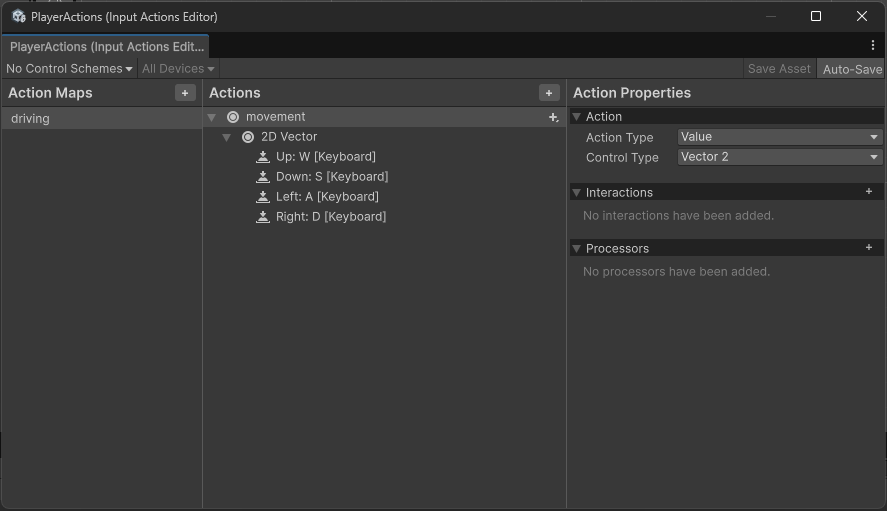 PlayerActions (Input Actions Editor)
PlayerActions (Input Actions Edit...
No Control Schemes All Devices Save Asset Auto-Save
Action Maps + Actions + Action Properties
driving
movement
2D Vector
Up: W [Keyboard]
Down: S [Keyboard]
Left: A [Keyboard]
Right: D [Keyboard]
Action
Action Type Value
Control Type Vector 2
Interactions +
No interactions have been added.
Processors +
No processors have been added.